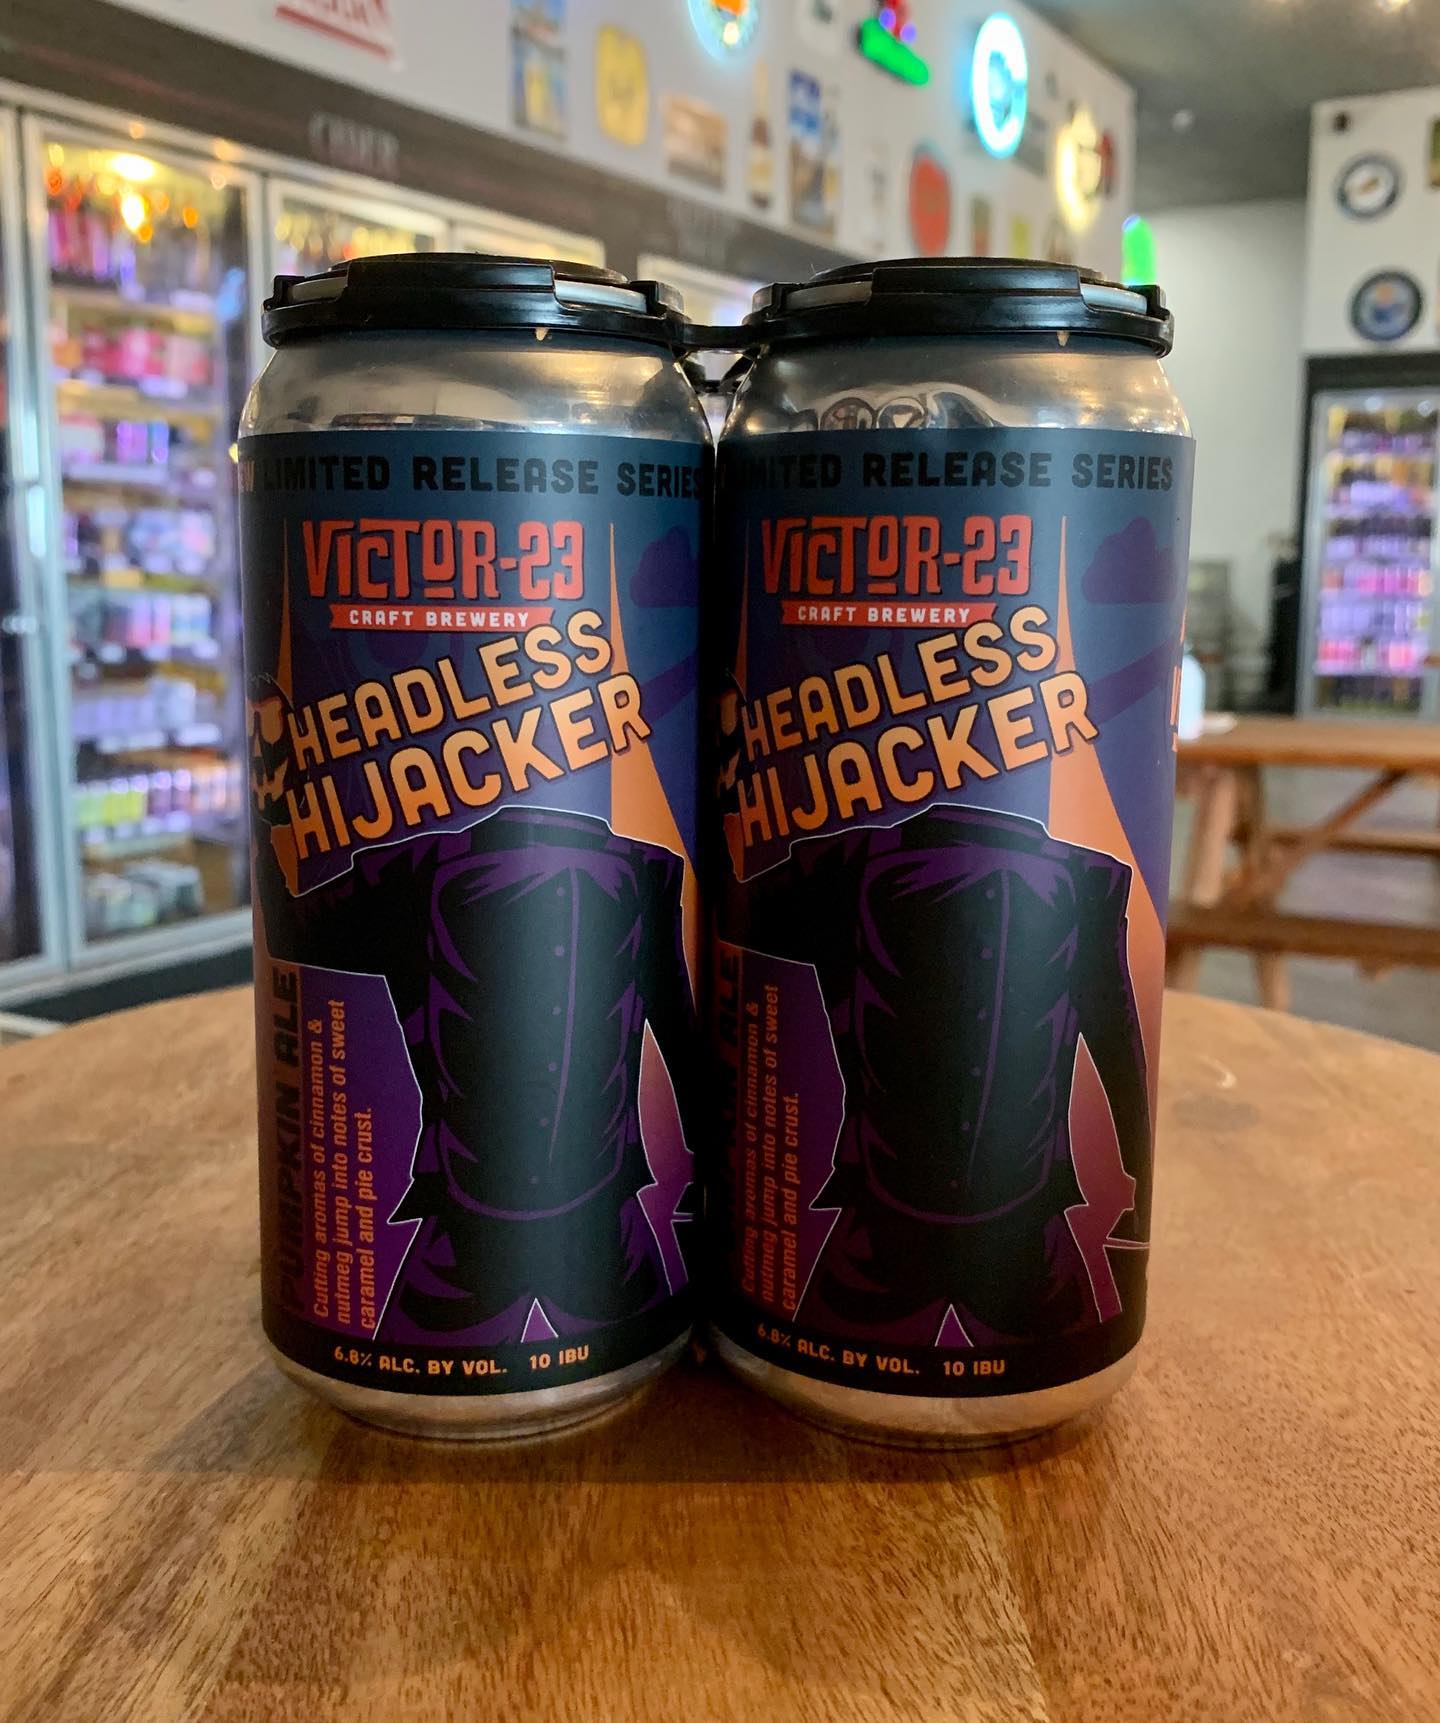 LIMITED RELEASE SERIES
VICTOR-23
CRAFT BREWERY
HEADLESS
HIJACKER
PUMPKIN ALE
Cutting aromas of cinnamon &
nutmeg jump into notes of sweet
caramel and pie crust.
6.8% ALC. BY VOL. 10 IBU
LIMITED RELEASE SERIES
VICTOR-23
CRAFT BREWERY
HEADLESS
HIJACKER
ALE
Cutting aromas of cinnamon &
nutmeg jump into notes of sweet
caramel and pie crust.
6.8% ALC. BY VOL. 10 IBU
CIDER